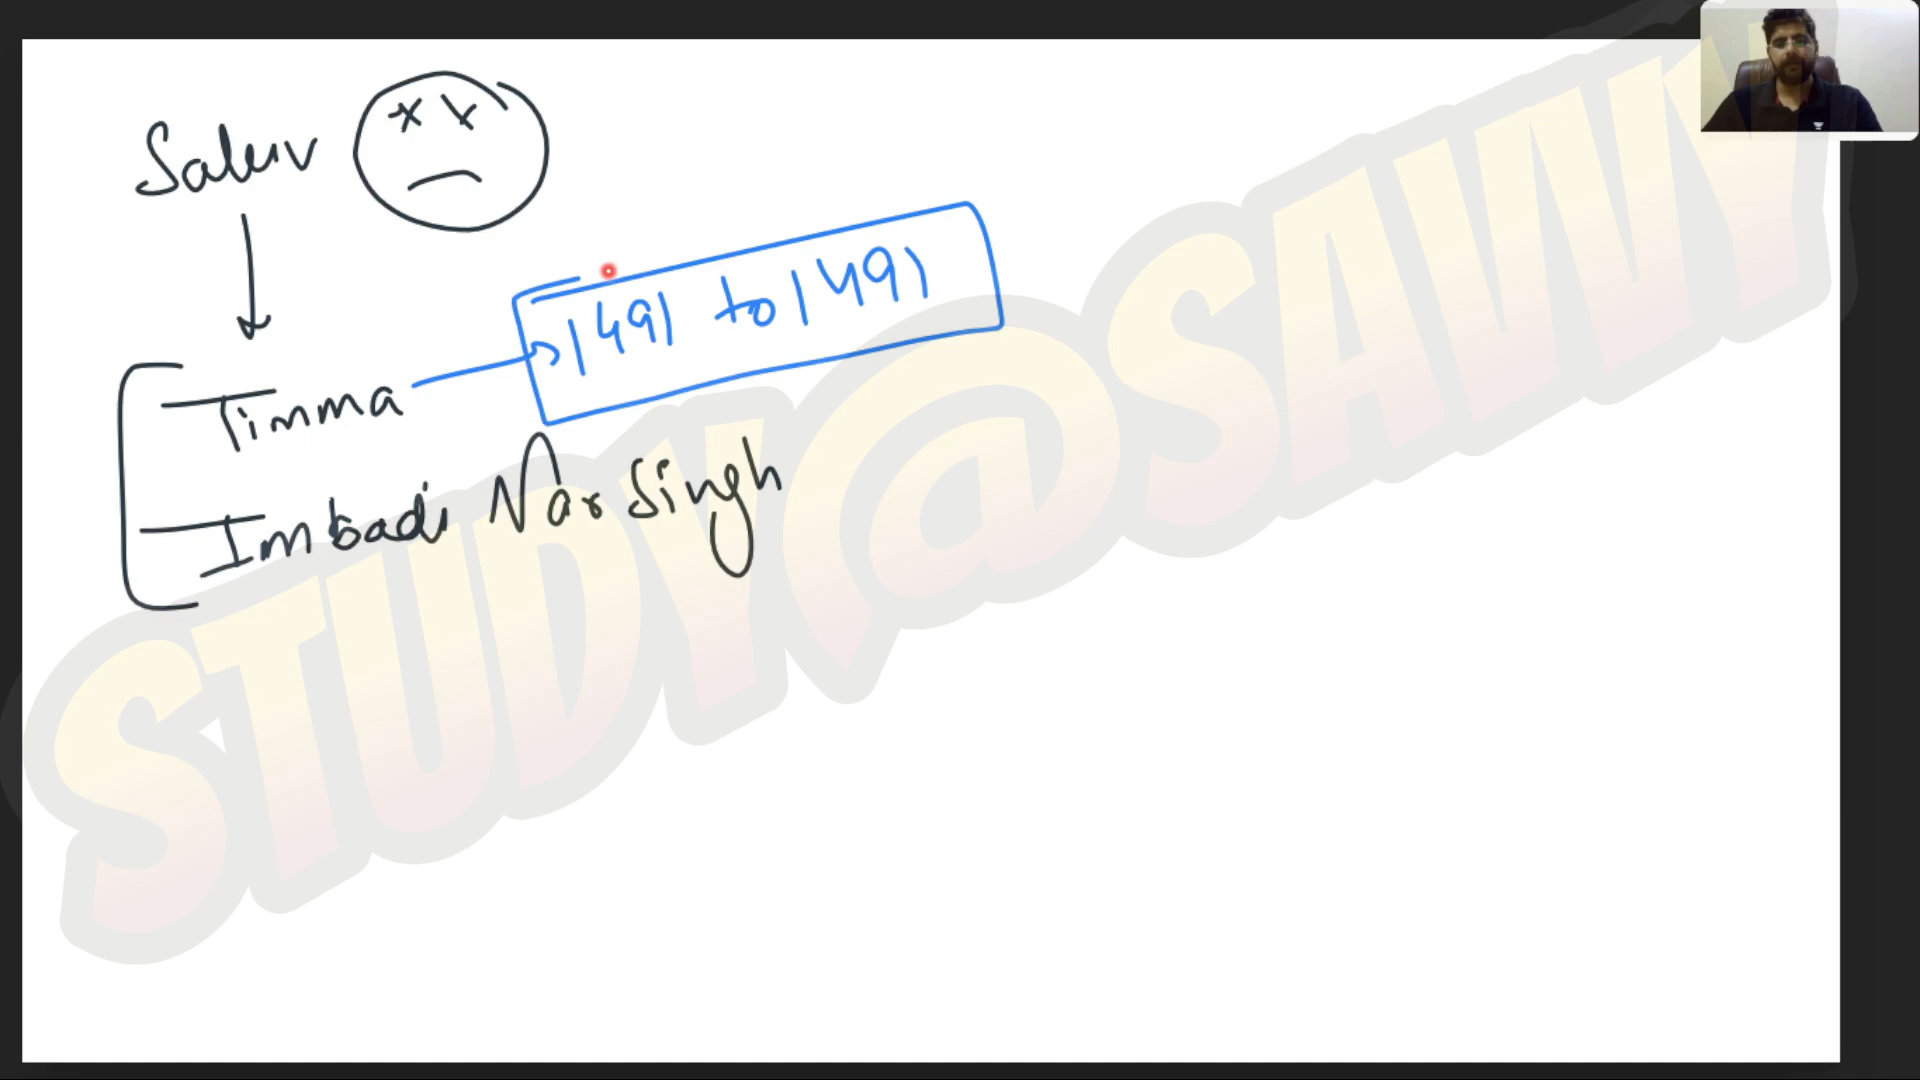 Saluv
1491 to 1491
Timma
Imbadi Narsingh
STUDY@SAVVY